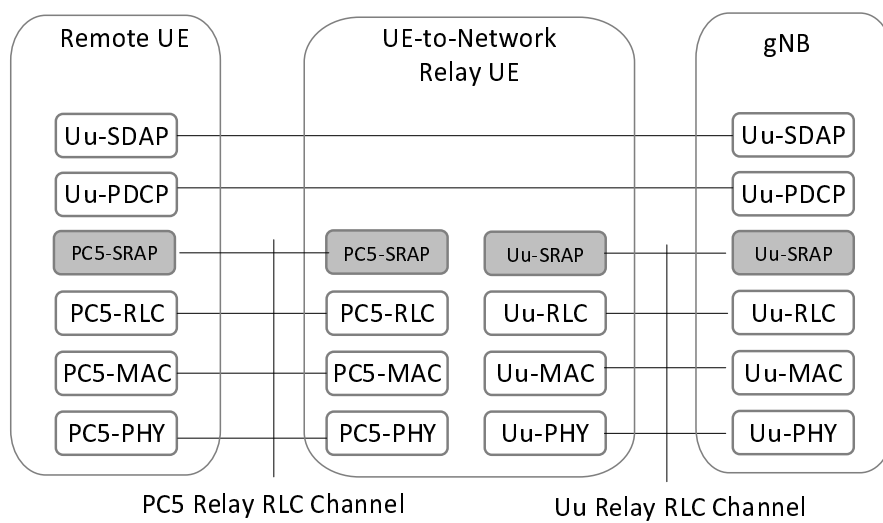 Remote UE
UE-to-Network
Relay UE
gNB
Uu-SDAP
Uu-SDAP
Uu-PDCP
Uu-PDCP
PC5-SRAP
PC5-SRAP
Uu-SRAP
Uu-SRAP
PC5-RLC
PC5-RLC
Uu-RLC
Uu-RLC
PC5-MAC
PC5-MAC
Uu-MAC
Uu-MAC
PC5-PHY
PC5-PHY
Uu-PHY
Uu-PHY
PC5 Relay RLC Channel
Uu Relay RLC Channel